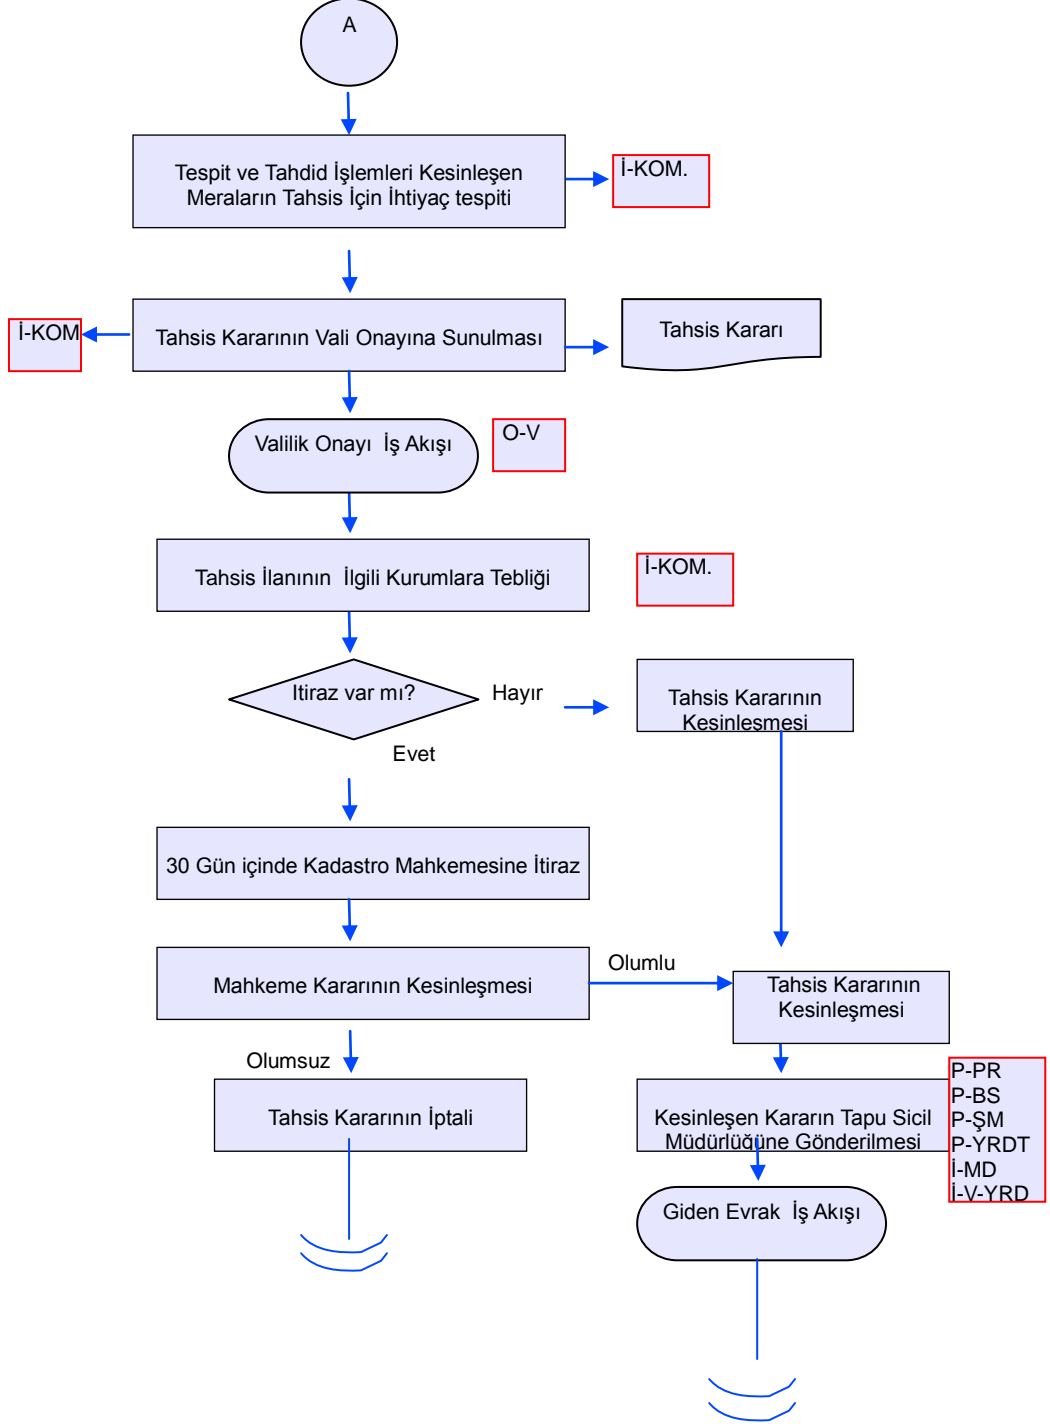 A
Tespit ve Tahdid İşlemleri Kesinleşen
Meraların Tahsis İçin İhtiyaç tespiti
İ-KOM.
İ-KOM
Tahsis Kararının Vali Onayına Sunulması
Tahsis Kararı
Valilik Onayı İş Akışı
O-V
Tahsis İlanının İlgili Kurumlara Tebliği
İ-KOM.
Itiraz var mı?
Hayır
Tahsis Kararının
Kesinleşmesi
Evet
30 Gün içinde Kadastro Mahkemesine İtiraz
Mahkeme Kararının Kesinleşmesi
Olumlu
Tahsis Kararının
Kesinleşmesi
Olumsuz
Tahsis Kararının İptali
Kesinleşen Kararın Tapu Sicil
Müdürlüğüne Gönderilmesi
P-PR
P-BS
P-ŞM
P-YRDT
İ-MD
İ-V-YRD
Giden Evrak İş Akışı